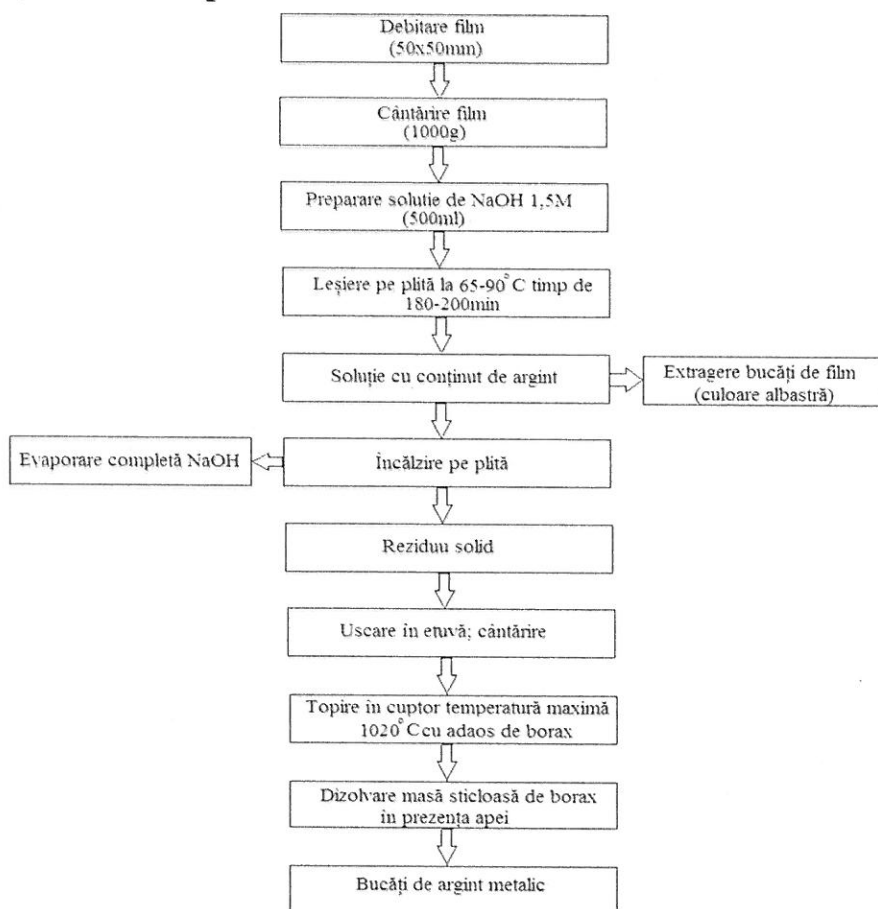 Debitare film
(50x50mm)
Cântărire film
(1000g)
Preparare solutie de NaOH 1,5M
(500ml)
Leșiere pe plită la 65-90°C timp de
180-200min
Soluție cu conținut de argint
Extragere bucăți de film
(culoare albastră)
Evaporare completă NaOH
Încălzire pe plită
Reziduu solid
Uscare în etuvă; cântărire
Topire în cuptor temperatură maximă
1020°C cu adaos de borax
Dizolvare masă sticloasă de borax
în prezența apei
Bucăți de argint metalic